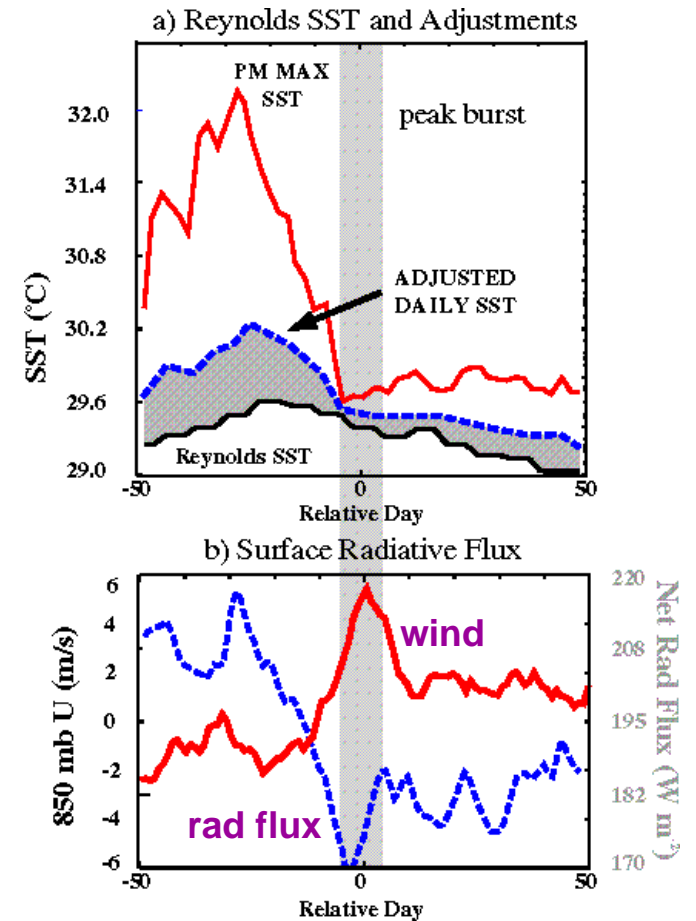 a) Reynolds SST and Adjustments
PM MAX
SST
peak burst
32.0
31.4
30.8
30.2
29.6
29.0
SST (°C)
ADJUSTED
DAILY SST
Reynolds SST
-50
0
50
Relative Day
b) Surface Radiative Flux
6
4
2
0
-2
-4
-6
850 mb U (m/s)
wind
rad flux
220
208
195
182
170
Net Rad Flux (W m⁻²)
-50
0
50
Relative Day